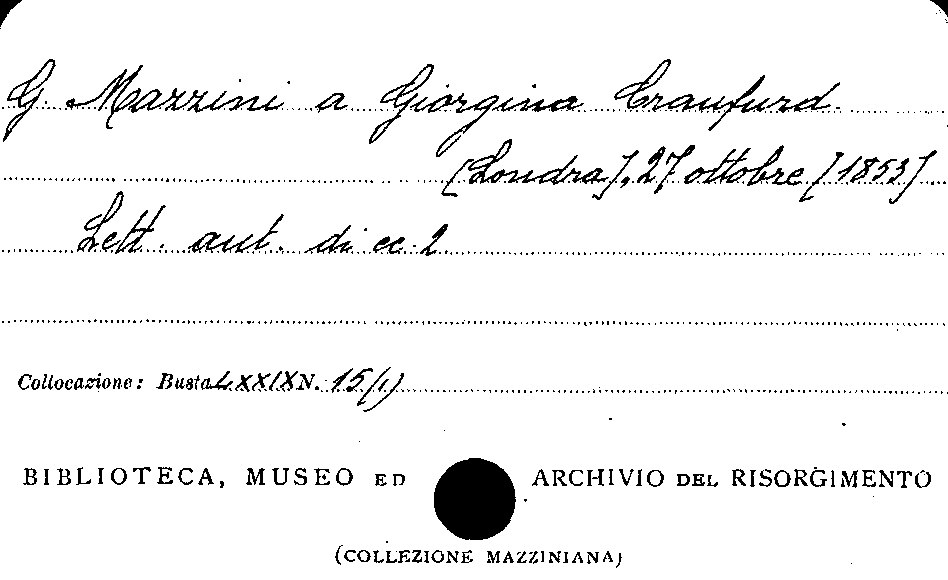 G. Mazzini a Giorgina Craufurd.
[Londra], 27 ottobre [1853]
Lett. aut. di cc. 2
Collocazione: Busta LXXIX N. 15(1)
BIBLIOTECA, MUSEO ED ARCHIVIO DEL RISORGIMENTO
(COLLEZIONE MAZZINIANA)